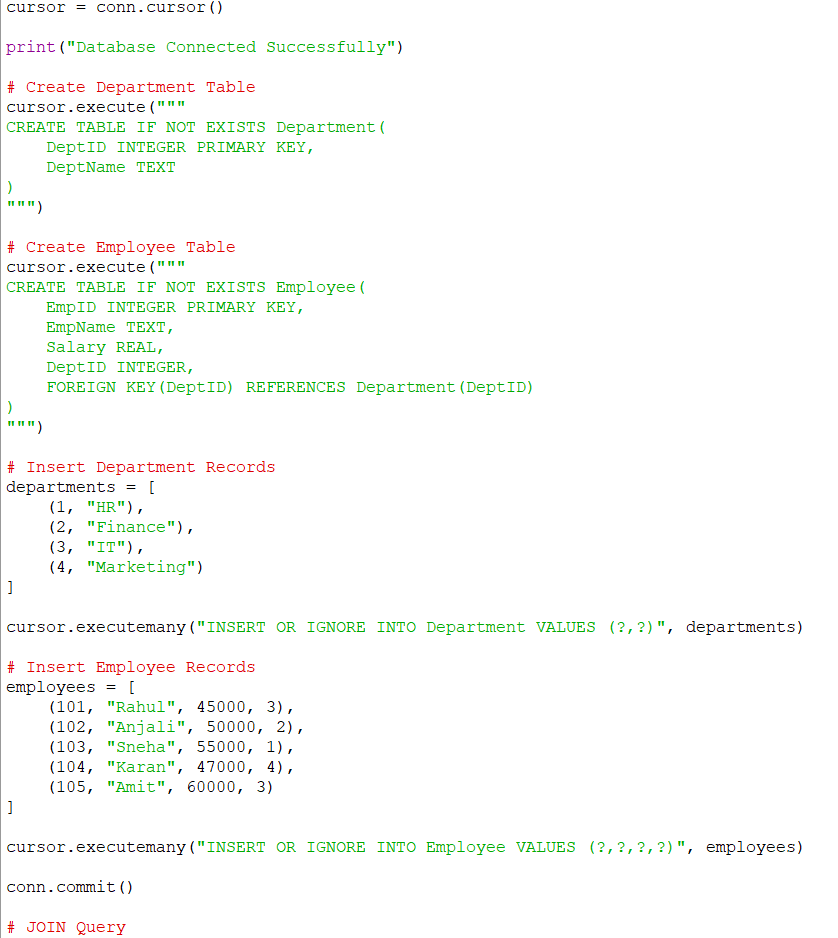 cursor = conn.cursor()

print("Database Connected Successfully")

# Create Department Table
cursor.execute("""
CREATE TABLE IF NOT EXISTS Department(
    DeptID INTEGER PRIMARY KEY,
    DeptName TEXT
)
""")

# Create Employee Table
cursor.execute("""
CREATE TABLE IF NOT EXISTS Employee(
    EmpID INTEGER PRIMARY KEY,
    EmpName TEXT,
    Salary REAL,
    DeptID INTEGER,
    FOREIGN KEY(DeptID) REFERENCES Department(DeptID)
)
""")

# Insert Department Records
departments = [
    (1, "HR"),
    (2, "Finance"),
    (3, "IT"),
    (4, "Marketing")
]

cursor.executemany("INSERT OR IGNORE INTO Department VALUES (?,?)", departments)

# Insert Employee Records
employees = [
    (101, "Rahul", 45000, 3),
    (102, "Anjali", 50000, 2),
    (103, "Sneha", 55000, 1),
    (104, "Karan", 47000, 4),
    (105, "Amit", 60000, 3)
]

cursor.executemany("INSERT OR IGNORE INTO Employee VALUES (?,?,?,?)", employees)

conn.commit()

# JOIN Query